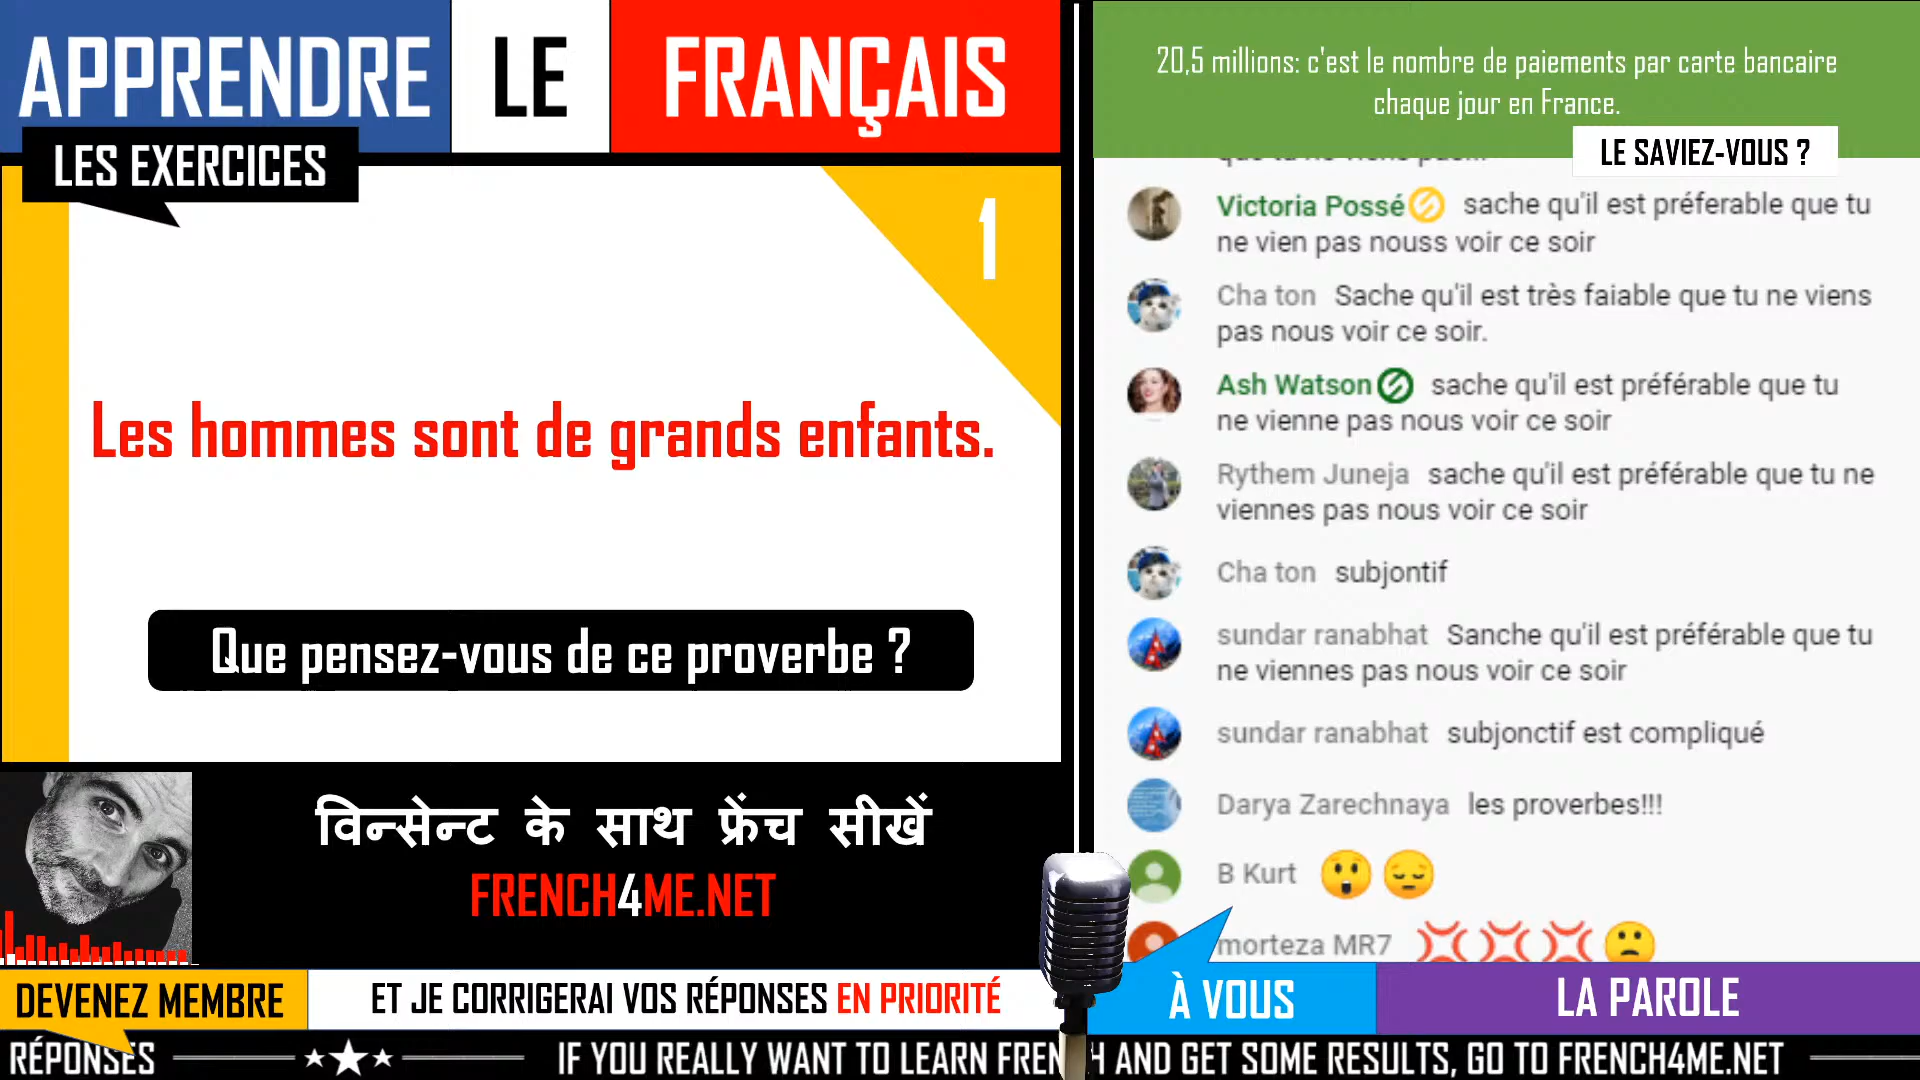 APPRENDRE LE FRANÇAIS
LES EXERCICES
1
Les hommes sont de grands enfants.
Que pensez-vous de ce proverbe ?
विन्सेन्ट के साथ फ्रेंच सीखें
FRENCH4ME.NET
DEVENEZ MEMBRE
ET JE CORRIGERAI VOS RÉPONSES EN PRIORITÉ
20,5 millions: c'est le nombre de paiements par carte bancaire
chaque jour en France.
LE SAVIEZ-VOUS ?
que tu ne viens pas...
Victoria Possé sache qu'il est préferable que tu
ne vien pas nouss voir ce soir
Cha ton Sache qu'il est très faiable que tu ne viens
pas nous voir ce soir.
Ash Watson sache qu'il est préférable que tu
ne vienne pas nous voir ce soir
Rythem Juneja sache qu'il est préférable que tu ne
viennes pas nous voir ce soir
Cha ton subjontif
sundar ranabhat Sanche qu'il est préférable que tu
ne viennes pas nous voir ce soir
sundar ranabhat subjonctif est compliqué
Darya Zarechnaya les proverbes!!!
B Kurt 😲 😔
morteza MR7 💢 💢 💢 🙁
À VOUS LA PAROLE
RÉPONSES IF YOU REALLY WANT TO LEARN FRENCH AND GET SOME RESULTS, GO TO FRENCH4ME.NET